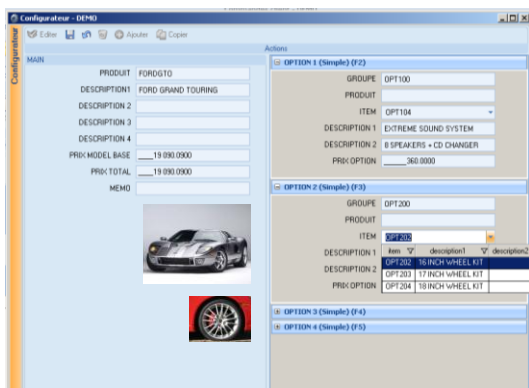 Configurateur - DEMO
Editer
Ajouter
Copier
Actions
Configurateur
MAIN
PRODUIT FORDGTO
DESCRIPTION1 FORD GRAND TOURING
DESCRIPTION 2
DESCRIPTION 3
DESCRIPTION 4
PRIX MODEL BASE ____19 090.0900
PRIX TOTAL ____19 090.0900
MEMO
OPTION 1 (Simple) (F2)
GROUPE OPT100
PRODUIT
ITEM OPT104
DESCRIPTION 1 EXTREME SOUND SYSTEM
DESCRIPTION 2 8 SPEAKERS + CD CHANGER
PRIX OPTION ______360.0000
OPTION 2 (Simple) (F3)
GROUPE OPT200
PRODUIT
ITEM OPT202
DESCRIPTION 1
DESCRIPTION 2
PRIX OPTION
item description1 description2
OPT202 16 INCH WHEEL KIT
OPT203 17 INCH WHEEL KIT
OPT204 18 INCH WHEEL KIT
OPTION 3 (Simple) (F4)
OPTION 4 (Simple) (F5)